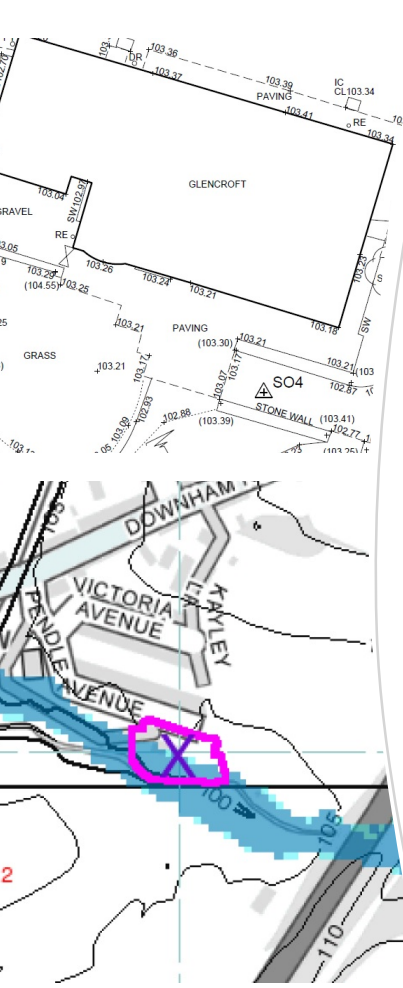 103.36
DR
103.37
103.39
IC
CL103.34
PAVING
103.41
RE
103.34
GLENCROFT
103.04
SW102.97
GRAVEL
RE
103.26
103.29
(104.55)
103.25
103.24
103.21
103.23
S
103.18
SW
103.21
PAVING
(103.30)
103.21
103.17
103.21
(103
GRASS
103.21
103.17
103.07
SO4
102.87
102.93
102.88
(103.39)
STONE WALL
(103.41)
102.77
103.09
(103.25)
105
DOWNHAM
VICTORIA
AVENUE
KAYLEY
PENDLE AVENUE
100
105
2
110